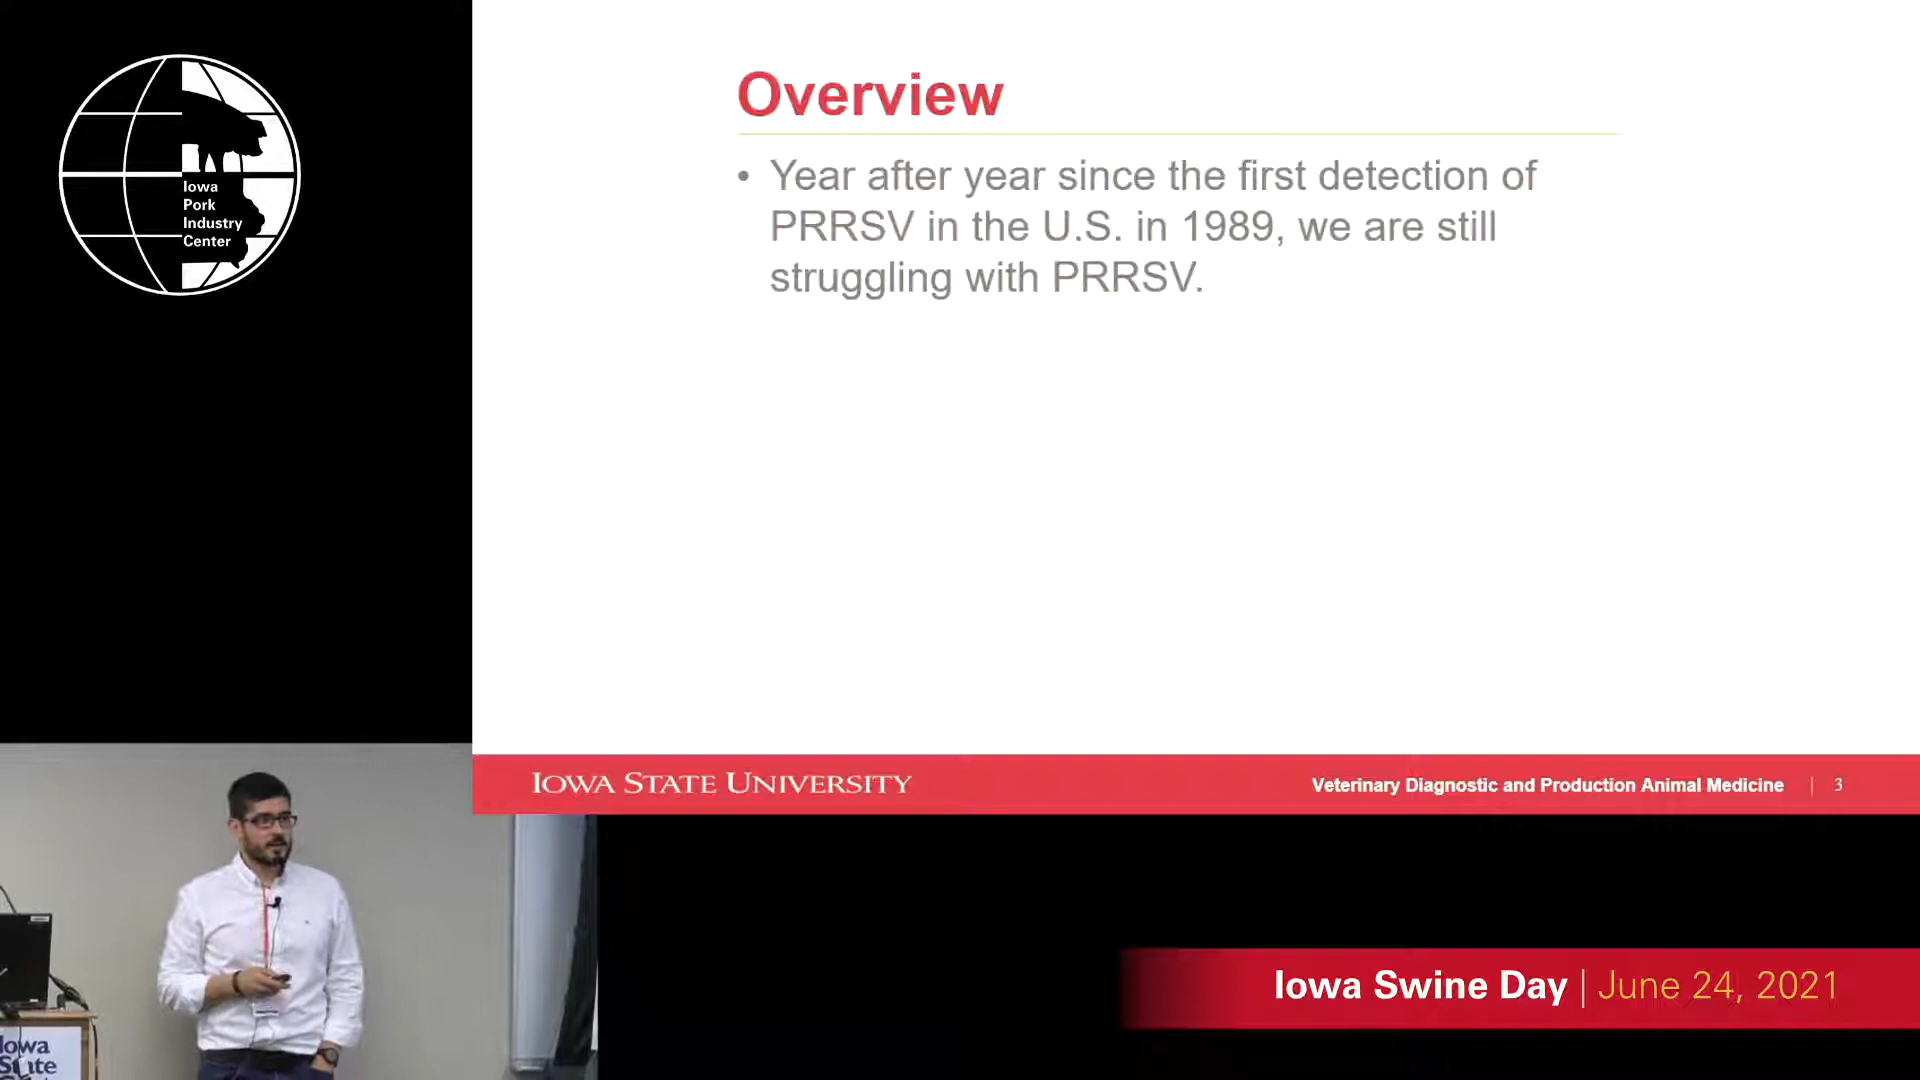 Iowa
Pork
Industry
Center
Overview
• Year after year since the first detection of
PRRSV in the U.S. in 1989, we are still
struggling with PRRSV.
IOWA STATE UNIVERSITY
Veterinary Diagnostic and Production Animal Medicine | 3
Iowa
State
Iowa Swine Day | June 24, 2021